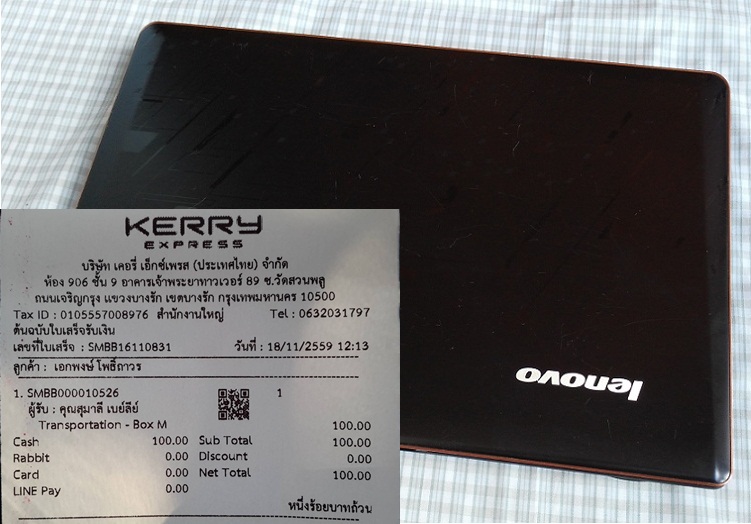 lenovo
KERRY
EXPRESS
บริษัท เคอรี่ เอ็กซ์เพรส (ประเทศไทย) จำกัด
ห้อง 906 ชั้น 9 อาคารเจ้าพระยาทาวเวอร์ 89 ซ.วัดสวนพลู
ถนนเจริญกรุง แขวงบางรัก เขตบางรัก กรุงเทพมหานคร 10500
Tax ID : 0105557008976 สำนักงานใหญ่ Tel : 0632031797
ต้นฉบับใบเสร็จรับเงิน
เลขที่ใบเสร็จ : SMBB16110831 วันที่ : 18/11/2559 12:13
ลูกค้า : เอกพงษ์ โพธิ์ถาวร
1. SMBB000010526 1
ผู้รับ : คุณสุมาลี เบย์ลีย์
Transportation - Box M 100.00
Cash 100.00 Sub Total 100.00
Rabbit 0.00 Discount 0.00
Card 0.00 Net Total 100.00
LINE Pay 0.00
หนึ่งร้อยบาทถ้วน